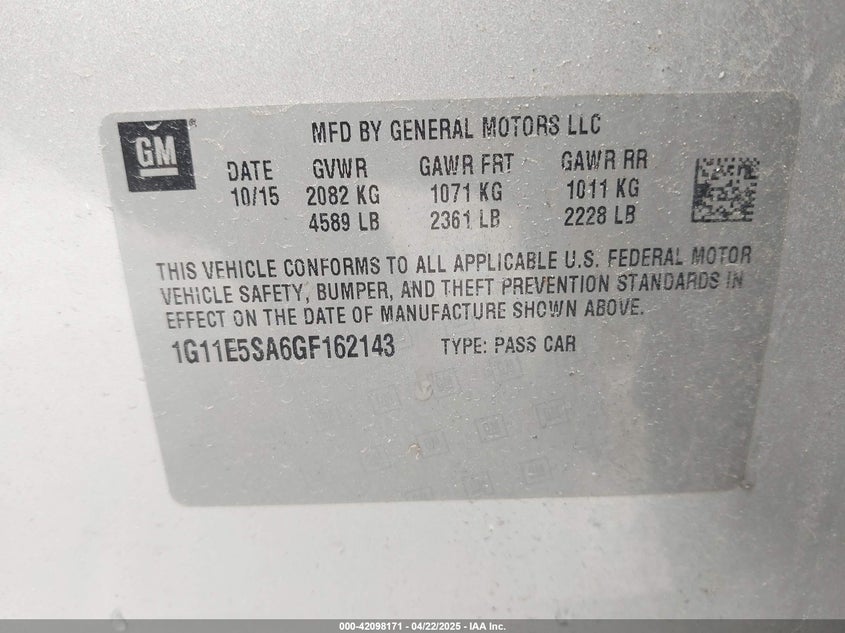 GM
MFD BY GENERAL MOTORS LLC
DATE GVWR GAWR FRT GAWR RR
10/15 2082 KG 1071 KG 1011 KG
4589 LB 2361 LB 2228 LB
THIS VEHICLE CONFORMS TO ALL APPLICABLE U.S. FEDERAL MOTOR
VEHICLE SAFETY, BUMPER, AND THEFT PREVENTION STANDARDS IN
EFFECT ON THE DATE OF MANUFACTURE SHOWN ABOVE.
1G11E5SA6GF162143 TYPE: PASS CAR
000-42098171 | 04/22/2025 - IAA Inc.